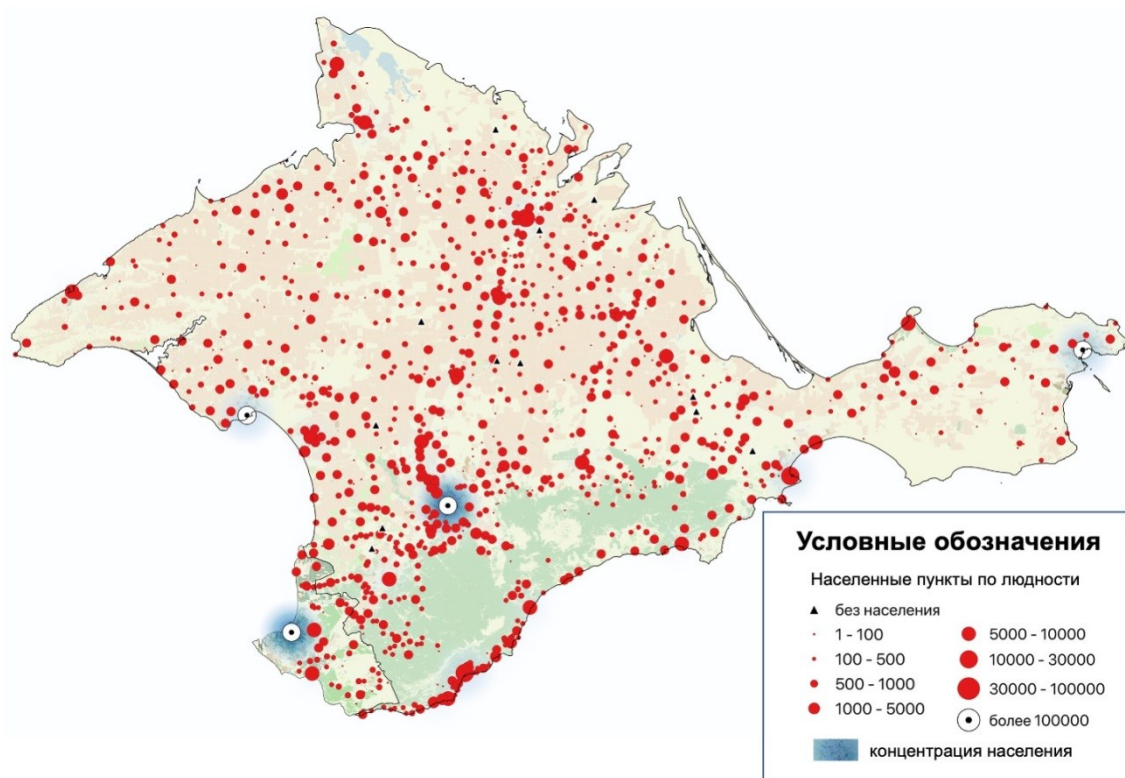 Условные обозначения
Населенные пункты по людности
без населения
1 - 100
100 - 500
500 - 1000
1000 - 5000
5000 - 10000
10000 - 30000
30000 - 100000
более 100000
концентрация населения